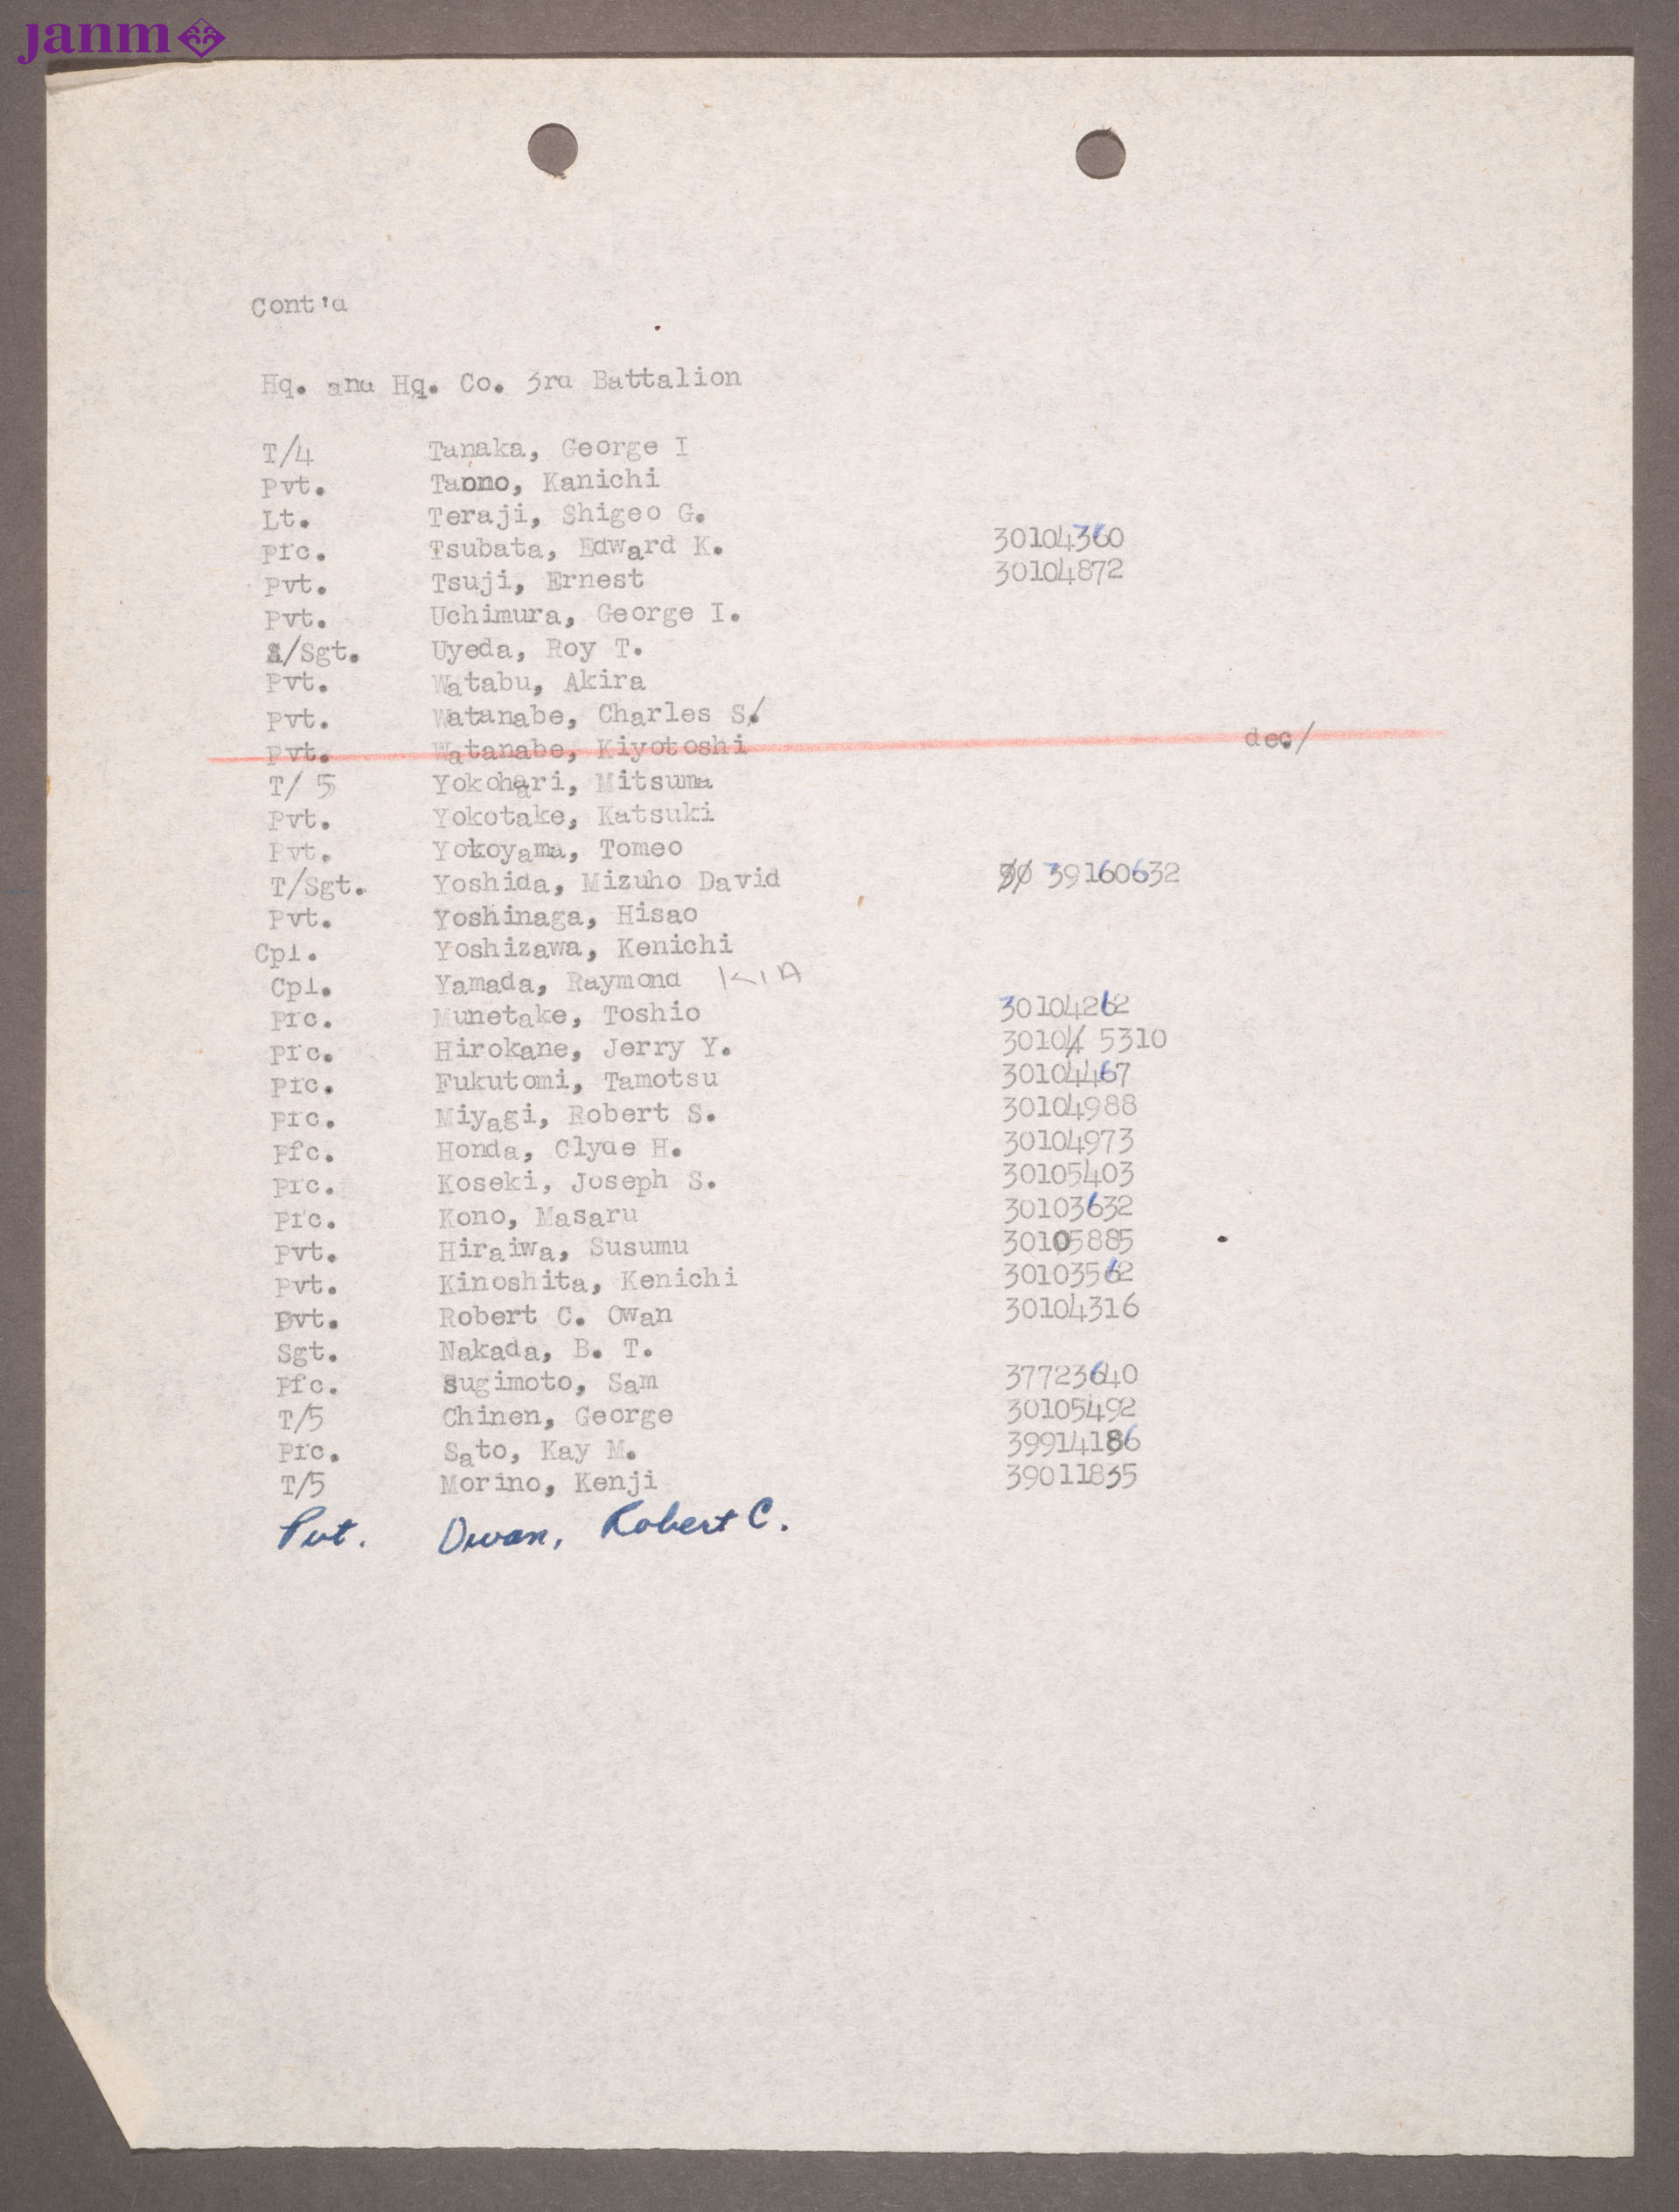 janm
Cont'd
Hq. and Hq. Co. 3rd Battalion
T/4 Tanaka, George I
Pvt. Taono, Kanichi
Lt. Teraji, Shigeo G.
Pfc. Tsubata, Edward K. 30104360
Pvt. Tsuji, Ernest 30104872
Pvt. Uchimura, George I.
S/Sgt. Uyeda, Roy T.
Pvt. Watabu, Akira
Pvt. Watanabe, Charles S.
Pvt. Watanabe, Kiyotoshi dec/
T/ 5 Yokohari, Mitsuma
Pvt. Yokotake, Katsuki
Pvt. Yokoyama, Tomeo
T/Sgt. Yoshida, Mizuho David 39160632
Pvt. Yoshinaga, Hisao
Cpl. Yoshizawa, Kenichi
Cpl. Yamada, Raymond KIA
Pfc. Munetake, Toshio 30104262
Pfc. Hirokane, Jerry Y. 3010 5310
Pfc. Fukutomi, Tamotsu 30104467
Pfc. Miyagi, Robert S. 30104988
Pfc. Honda, Clyde H. 30104973
Pfc. Koseki, Joseph S. 30105403
Pfc. Kono, Masaru 30103632
Pvt. Hiraiwa, Susumu 30105885
Pvt. Kinoshita, Kenichi 30103562
Pvt. Robert C. Owan 30104316
Sgt. Nakada, B. T.
Pfc. Sugimoto, Sam 37723640
T/5 Chinen, George 30105492
Pfc. Sato, Kay M. 39914186
T/5 Morino, Kenji 39011835
Pvt. Owan, Robert C.